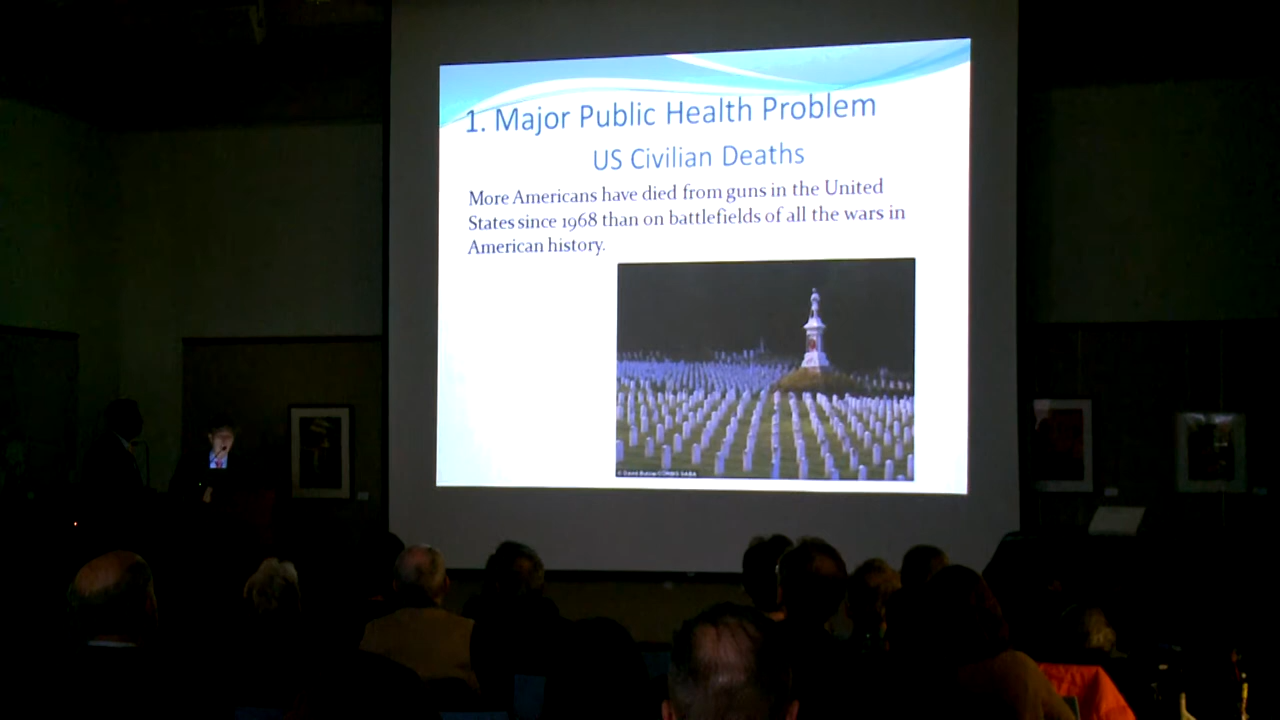 1. Major Public Health Problem
US Civilian Deaths
More Americans have died from guns in the United
States since 1968 than on battlefields of all the wars in
American history.